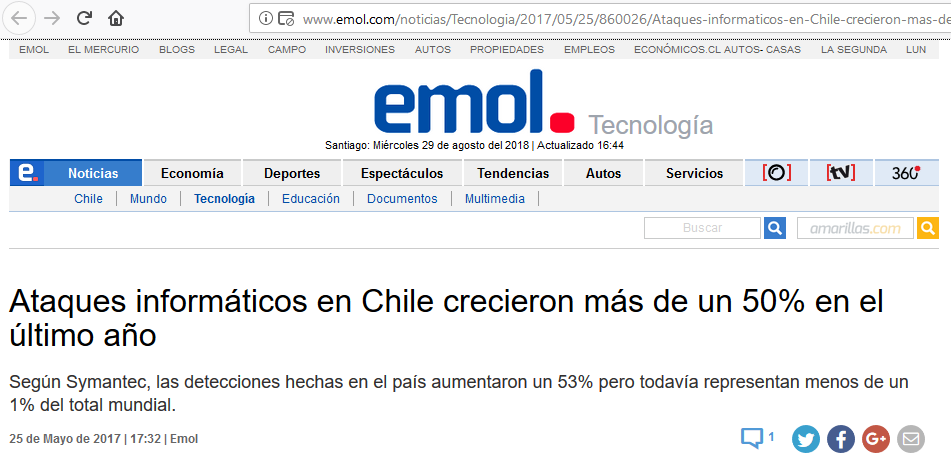 www.emol.com/noticias/Tecnologia/2017/05/25/860026/Ataques-informaticos-en-Chile-crecieron-mas-de
EMOL EL MERCURIO BLOGS LEGAL CAMPO INVERSIONES AUTOS PROPIEDADES EMPLEOS ECONÓMICOS.CL AUTOS- CASAS LA SEGUNDA LUN
emol. Tecnología
Santiago: Miércoles 29 de agosto del 2018 | Actualizado 16:44
e. Noticias Economía Deportes Espectáculos Tendencias Autos Servicios [O] [tv] 360°
Chile | Mundo | Tecnología | Educación | Documentos | Multimedia |
Buscar amarillas.com
Ataques informáticos en Chile crecieron más de un 50% en el
último año
Según Symantec, las detecciones hechas en el país aumentaron un 53% pero todavía representan menos de un
1% del total mundial.
25 de Mayo de 2017 | 17:32 | Emol 1 f G+